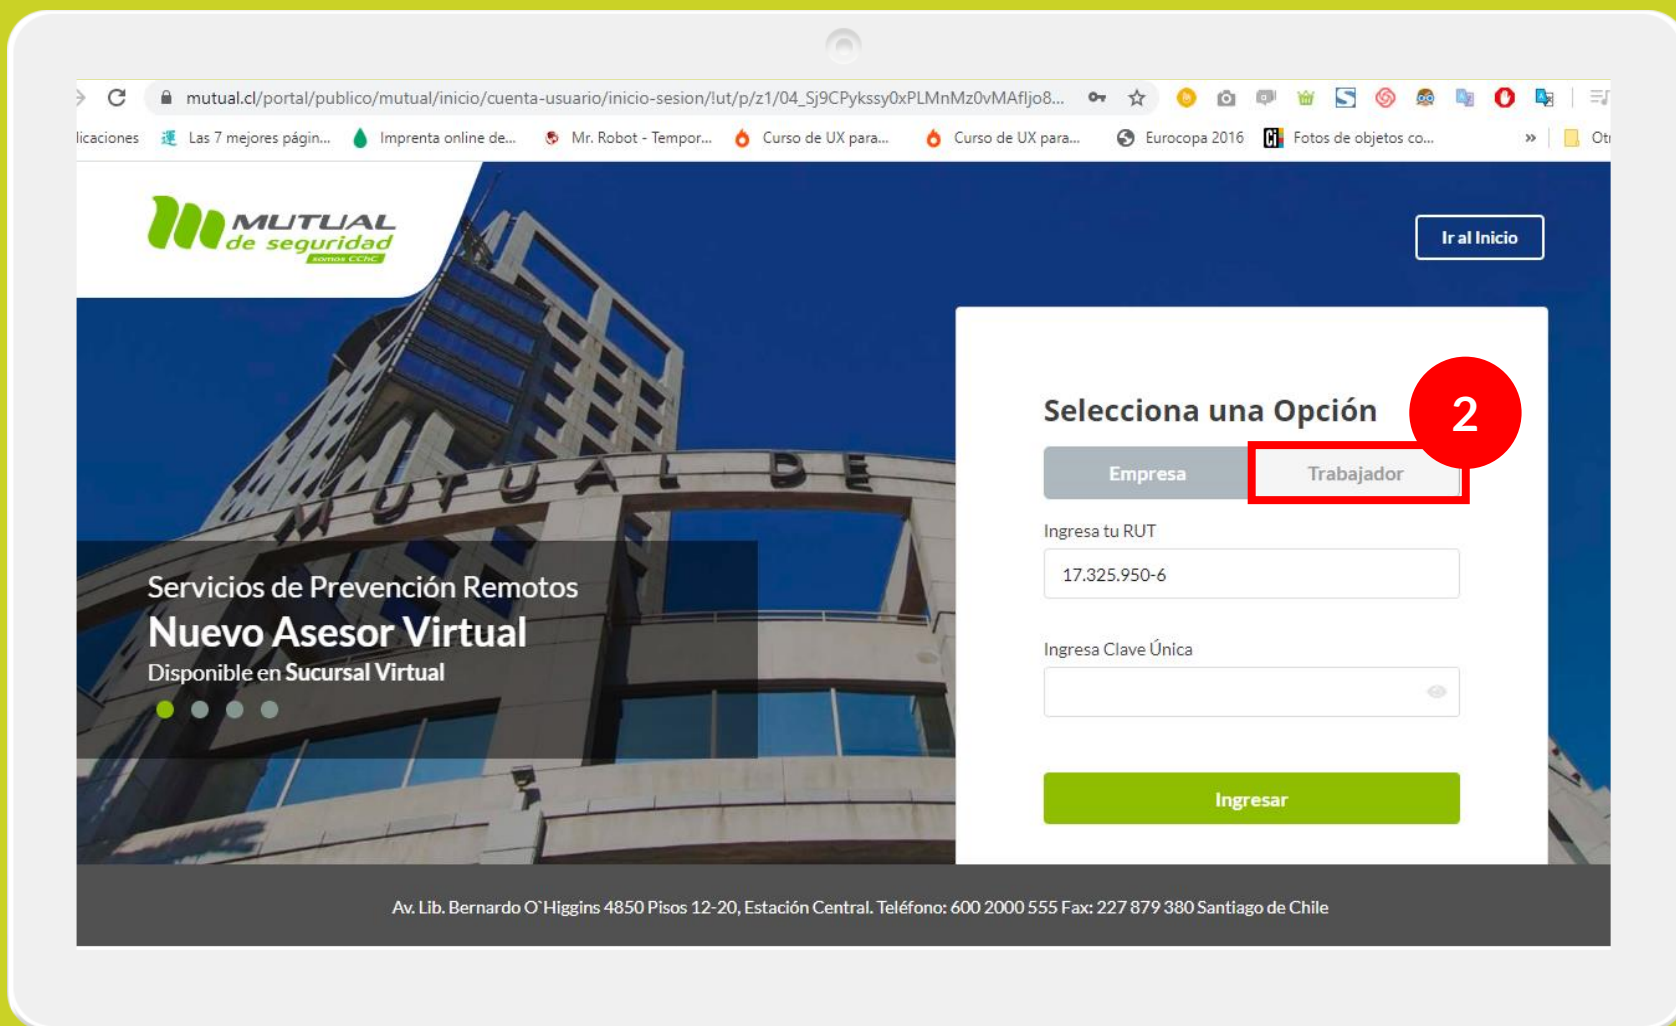 mutual.cl/portal/publico/mutual/inicio/cuenta-usuario/inicio-sesion/!ut/p/z1/04_Sj9CPykssy0xPLMnMz0vMAfIjo8...
licaciones Las 7 mejores págin... Imprenta online de... Mr. Robot - Tempor... Curso de UX para... Curso de UX para... Eurocopa 2016 Fotos de objetos co... »
MUTUAL
de seguridad
somos CChC
Ir al Inicio
MUTUAL DE
Selecciona una Opción
2
Empresa Trabajador
Ingresa tu RUT
17.325.950-6
Ingresa Clave Única
Ingresar
Servicios de Prevención Remotos
Nuevo Asesor Virtual
Disponible en Sucursal Virtual
Av. Lib. Bernardo O`Higgins 4850 Pisos 12-20, Estación Central. Teléfono: 600 2000 555 Fax: 227 879 380 Santiago de Chile